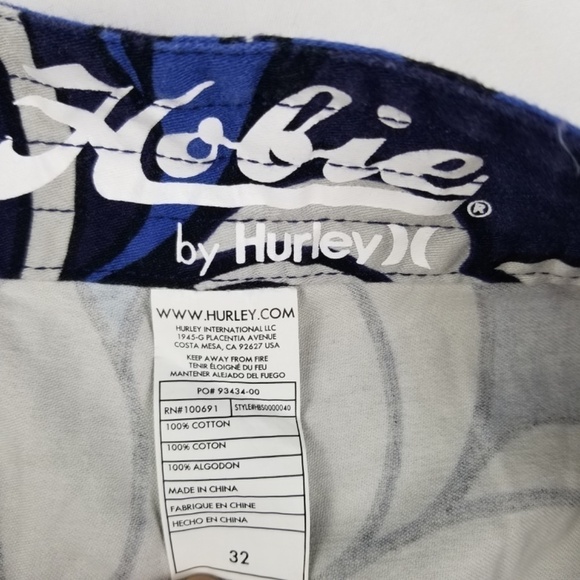 Hobie®
by Hurley
WWW.HURLEY.COM
HURLEY INTERNATIONAL LLC
1945-G PLACENTIA AVENUE
COSTA MESA, CA 92627 USA
KEEP AWAY FROM FIRE
TENIR ÉLOIGNÉ DU FEU
MANTENER ALEJADO DEL FUEGO
PO# 93434-00
RN#100691 STYLE#HBS0000040
100% COTTON
100% COTON
100% ALGODON
MADE IN CHINA
FABRIQUE EN CHINE
HECHO EN CHINA
32